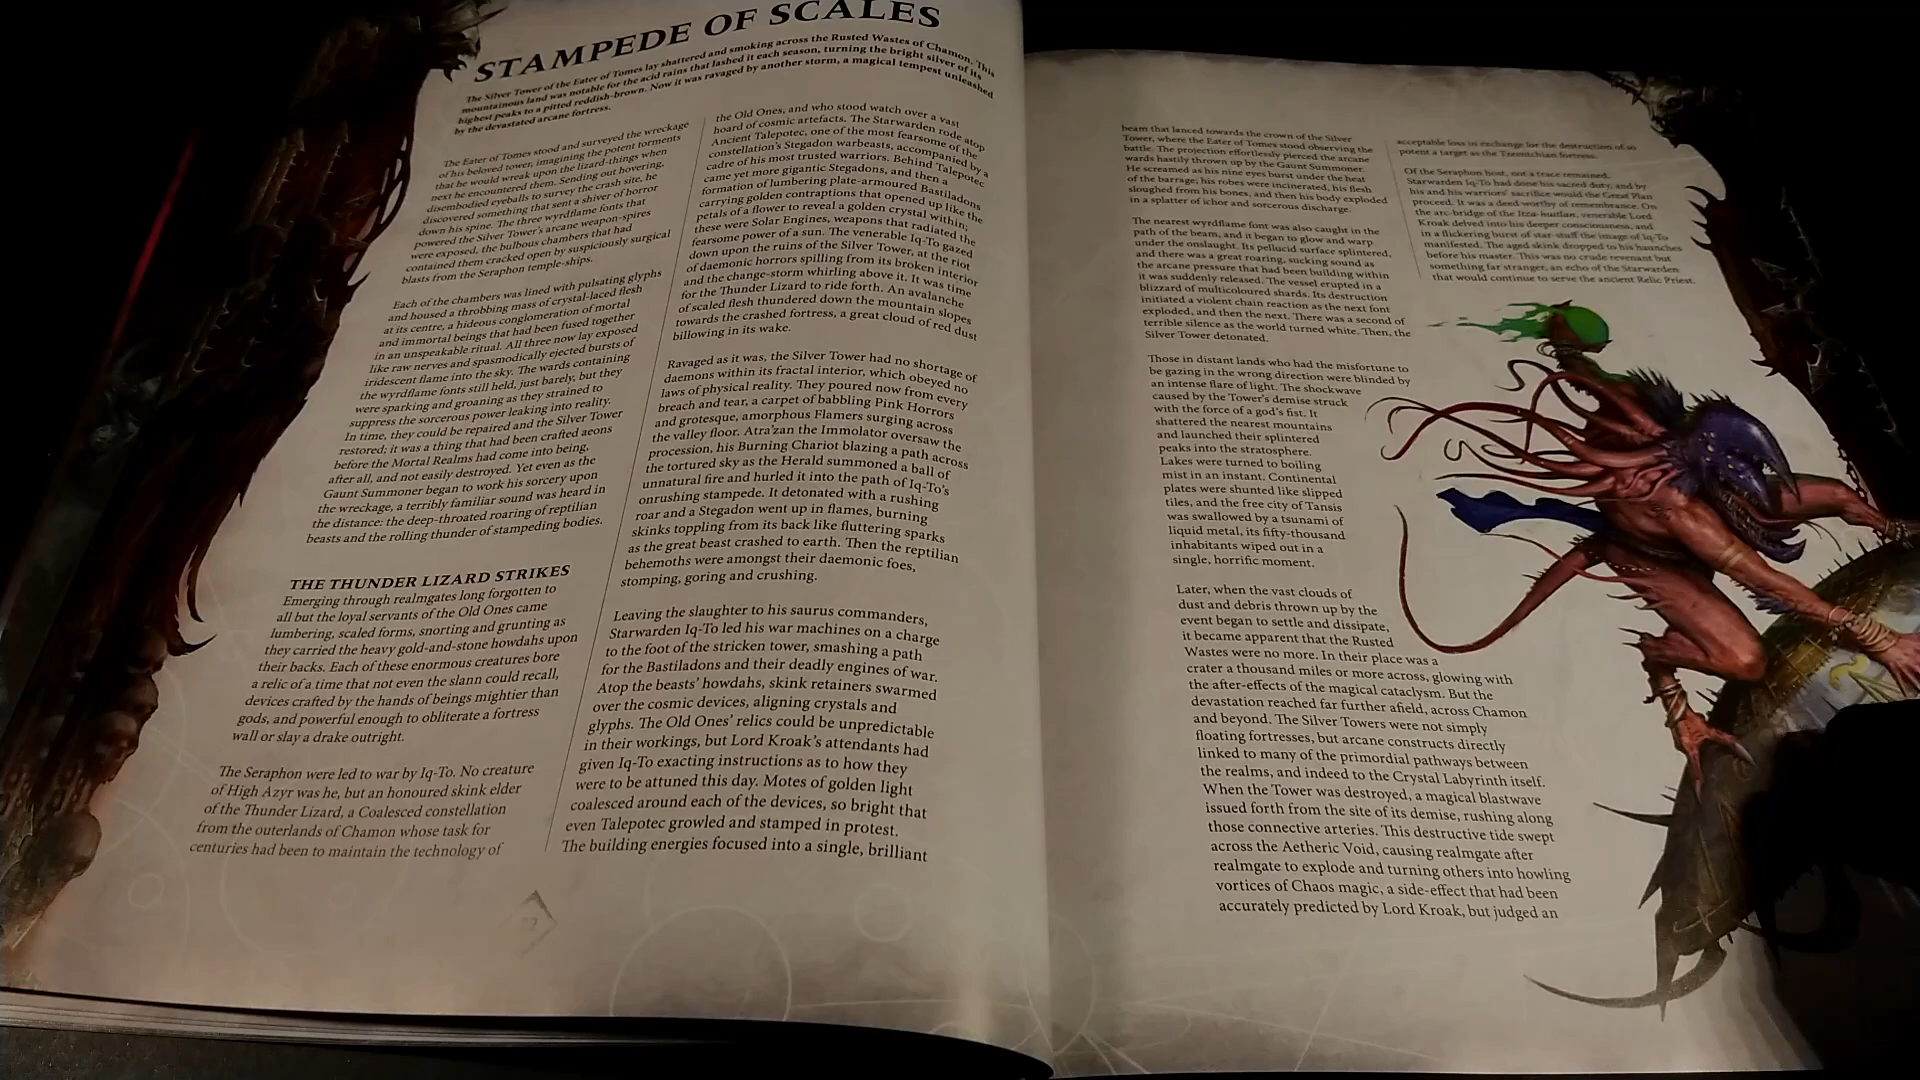 STAMPEDE OF SCALES
The Silver Tower of the Eater of Tomes lay shattered and smoking across the Rusted Wastes of Chamon. This
mountainous land was notable for the acid rains that lashed it each season, turning the bright silver of its
highest peaks to a pitted reddish-brown. Now it was ravaged by another storm, a magical tempest unleashed
by the devastated arcane fortress.
The Eater of Tomes stood and surveyed the wreckage
of his beloved tower, imagining the potent torments
that he would wreak upon the lizard-things when
next he encountered them. Sending out hovering,
disembodied eyeballs to survey the crash site, he
discovered something that sent a shiver of horror
down his spine. The three wyrdflame fonts that
powered the Silver Tower's arcane weapon-spires
were exposed, the bulbous chambers that had
contained them cracked open by suspiciously surgical
blasts from the Seraphon temple-ships.
Each of the chambers was lined with pulsating glyphs
and housed a throbbing mass of crystal-laced flesh
at its centre, a hideous conglomeration of mortal
and immortal beings that had been fused together
in an unspeakable ritual. All three now lay exposed
like raw nerves and spasmodically ejected bursts of
iridescent flame into the sky. The wards containing
the wyrdflame fonts still held, just barely, but they
were sparking and groaning as they strained to
suppress the sorcerous power leaking into reality.
In time, they could be repaired and the Silver Tower
restored; it was a thing that had been crafted aeons
before the Mortal Realms had come into being,
after all, and not easily destroyed. Yet even as the
Gaunt Summoner began to work his sorcery upon
the wreckage, a terribly familiar sound was heard in
the distance: the deep-throated roaring of reptilian
beasts and the rolling thunder of stampeding bodies.
THE THUNDER LIZARD STRIKES
Emerging through realmgates long forgotten to
all but the loyal servants of the Old Ones came
lumbering, scaled forms, snorting and grunting as
they carried the heavy gold-and-stone howdahs upon
their backs. Each of these enormous creatures bore
a relic of a time that not even the slann could recall,
devices crafted by the hands of beings mightier than
gods, and powerful enough to obliterate a fortress
wall or slay a drake outright.
The Seraphon were led to war by Iq-To. No creature
of High Azyr was he, but an honoured skink elder
of the Thunder Lizard, a Coalesced constellation
from the outerlands of Chamon whose task for
centuries had been to maintain the technology of
the Old Ones, and who stood watch over a vast
hoard of cosmic artefacts. The Starwarden rode atop
Ancient Talepotec, one of the most fearsome of the
constellation's Stegadon warbeasts, accompanied by a
cadre of his most trusted warriors. Behind Talepotec
came yet more gigantic Stegadons, and then a
formation of lumbering plate-armoured Bastiladons
carrying golden contraptions that opened up like the
petals of a flower to reveal a golden crystal within;
these were Solar Engines, weapons that radiated the
fearsome power of a sun. The venerable Iq-To gazed
down upon the ruins of the Silver Tower, at the riot
of daemonic horrors spilling from its broken interior
and the change-storm whirling above it. It was time
for the Thunder Lizard to ride forth. An avalanche
of scaled flesh thundered down the mountain slopes
towards the crashed fortress, a great cloud of red dust
billowing in its wake.
Ravaged as it was, the Silver Tower had no shortage of
daemons within its fractal interior, which obeyed no
laws of physical reality. They poured now from every
breach and tear, a carpet of babbling Pink Horrors
and grotesque, amorphous Flamers surging across
the valley floor. Atra'zan the Immolator oversaw the
procession, his Burning Chariot blazing a path across
the tortured sky as the Herald summoned a ball of
unnatural fire and hurled it into the path of Iq-To's
onrushing stampede. It detonated with a rushing
roar and a Stegadon went up in flames, burning
skinks toppling from its back like fluttering sparks
as the great beast crashed to earth. Then the reptilian
behemoths were amongst their daemonic foes,
stomping, goring and crushing.
Leaving the slaughter to his saurus commanders,
Starwarden Iq-To led his war machines on a charge
to the foot of the stricken tower, smashing a path
for the Bastiladons and their deadly engines of war.
Atop the beasts' howdahs, skink retainers swarmed
over the cosmic devices, aligning crystals and
glyphs. The Old Ones' relics could be unpredictable
in their workings, but Lord Kroak's attendants had
given Iq-To exacting instructions as to how they
were to be attuned this day. Motes of golden light
coalesced around each of the devices, so bright that
even Talepotec growled and stamped in protest.
The building energies focused into a single, brilliant
beam that lanced towards the crown of the Silver
Tower, where the Eater of Tomes stood observing the
battle. The projection effortlessly pierced the arcane
wards hastily thrown up by the Gaunt Summoner.
He screamed as his nine eyes burst under the heat
of the barrage; his robes were incinerated, his flesh
sloughed from his bones, and then his body exploded
in a splatter of ichor and sorcerous discharge.
The nearest wyrdflame font was also caught in the
path of the beam, and it began to glow and warp
under the onslaught. Its pellucid surface splintered,
and there was a great roaring, sucking sound as
the arcane pressure that had been building within
it was suddenly released. The vessel erupted in a
blizzard of multicoloured shards. Its destruction
initiated a violent chain reaction as the next font
exploded, and then the next. There was a second of
terrible silence as the world turned white. Then, the
Silver Tower detonated.
Those in distant lands who had the misfortune to
be gazing in the wrong direction were blinded by
an intense flare of light. The shockwave
caused by the Tower's demise struck
with the force of a god's fist. It
shattered the nearest mountains
and launched their splintered
peaks into the stratosphere.
Lakes were turned to boiling
mist in an instant. Continental
plates were shunted like slipped
tiles, and the free city of Tansis
was swallowed by a tsunami of
liquid metal, its fifty-thousand
inhabitants wiped out in a
single, horrific moment.
Later, when the vast clouds of
dust and debris thrown up by the
event began to settle and dissipate,
it became apparent that the Rusted
Wastes were no more. In their place was a
crater a thousand miles or more across, glowing with
the after-effects of the magical cataclysm. But the
devastation reached far further afield, across Chamon
and beyond. The Silver Towers were not simply
floating fortresses, but arcane constructs directly
linked to many of the primordial pathways between
the realms, and indeed to the Crystal Labyrinth itself.
When the Tower was destroyed, a magical blastwave
issued forth from the site of its demise, rushing along
those connective arteries. This destructive tide swept
across the Aetheric Void, causing realmgate after
realmgate to explode and turning others into howling
vortices of Chaos magic, a side-effect that had been
accurately predicted by Lord Kroak, but judged an
acceptable loss in exchange for the destruction of so
potent a target as the Tzeentchian fortress.
Of the Seraphon host, not a trace remained.
Starwarden Iq-To had done his sacred duty, and by
his and his warriors' sacrifice would the Great Plan
proceed. It was a deed worthy of remembrance. On
the arc-bridge of the Itza-huitlan, venerable Lord
Kroak delved into his deeper consciousness, and
in a flickering burst of star-stuff the image of Iq-To
manifested. The aged skink dropped to his haunches
before his master. This was no crude revenant but
something far stranger, an echo of the Starwarden
that would continue to serve the ancient Relic Priest.